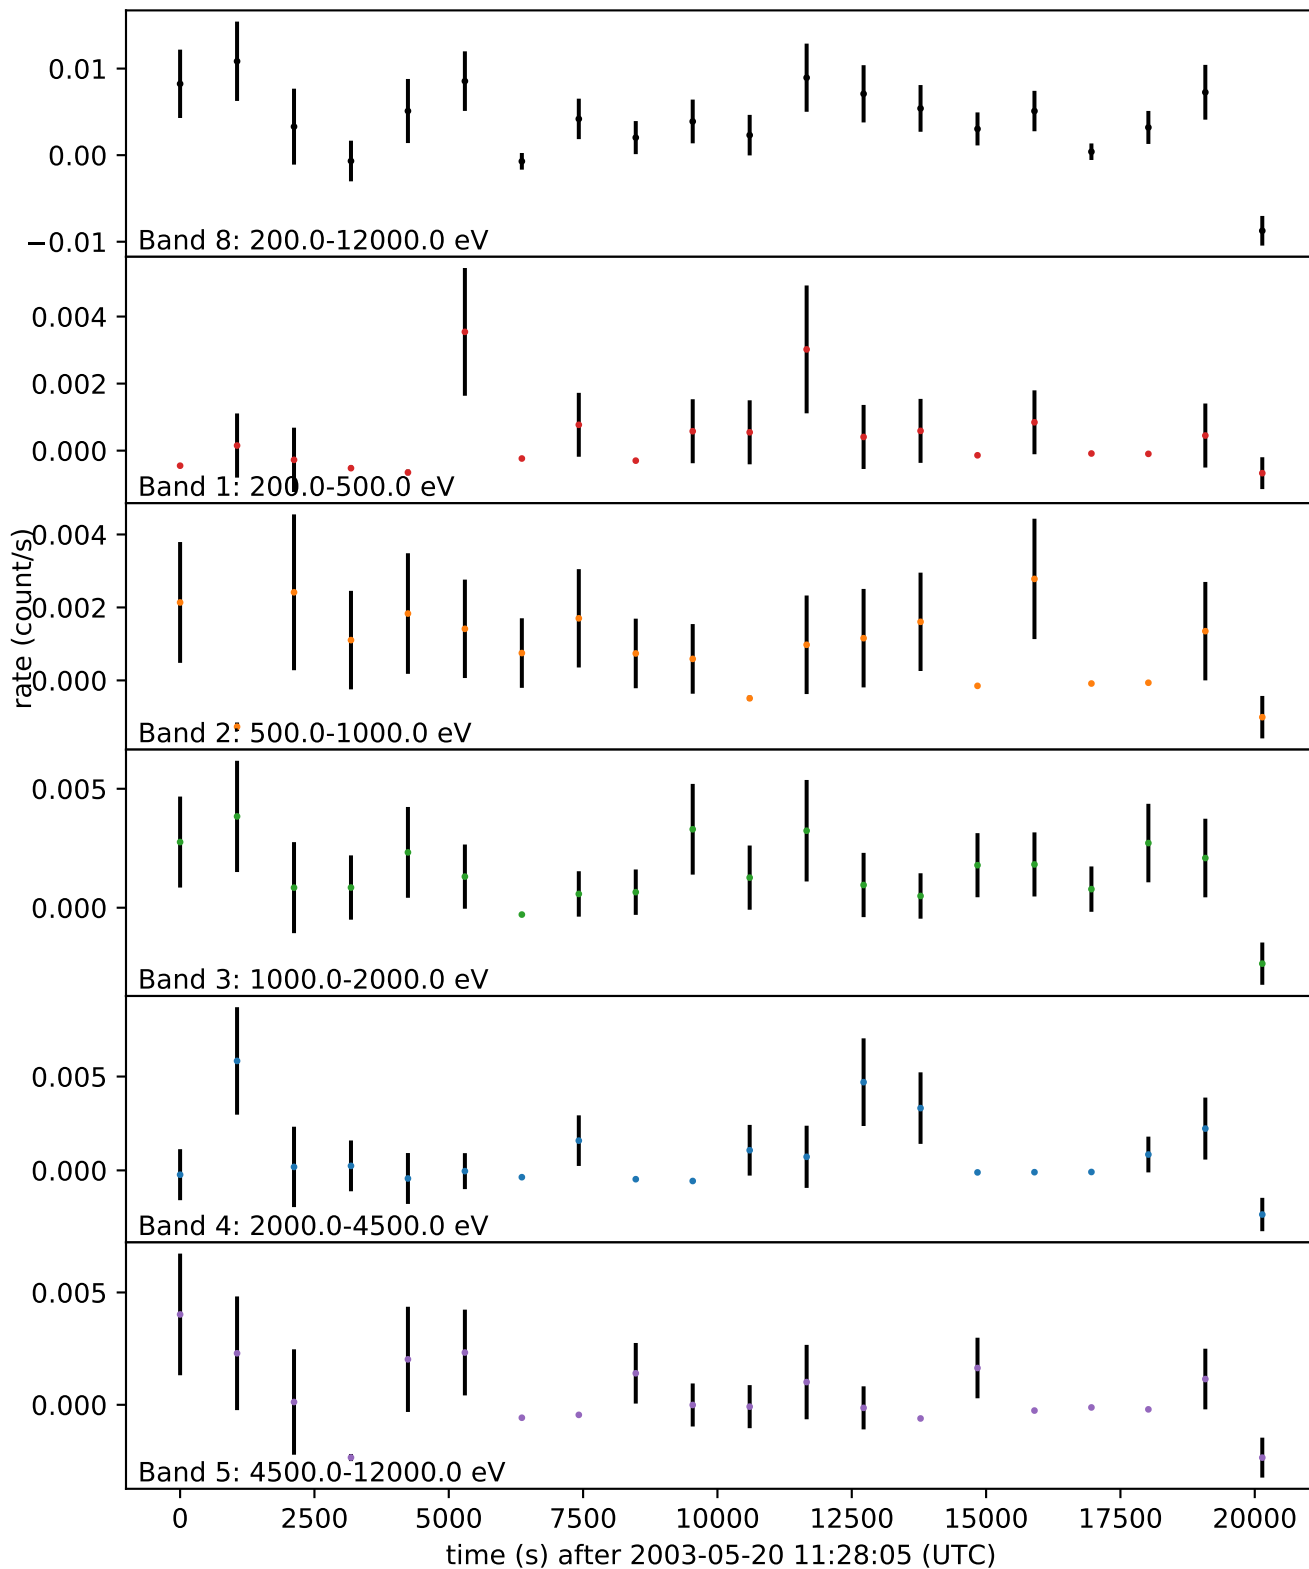 0.01
0.00
−0.01
Band 8: 200.0-12000.0 eV
0.004
0.002
0.000
Band 1: 200.0-500.0 eV
rate (count/s)
0.004
0.002
0.000
Band 2: 500.0-1000.0 eV
0.005
0.000
Band 3: 1000.0-2000.0 eV
0.005
0.000
Band 4: 2000.0-4500.0 eV
0.005
0.000
Band 5: 4500.0-12000.0 eV
0 2500 5000 7500 10000 12500 15000 17500 20000
time (s) after 2003-05-20 11:28:05 (UTC)